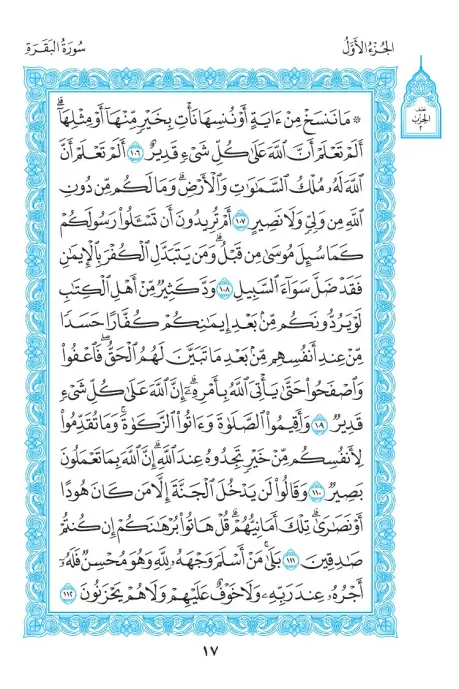 الجُزْءُ الأَوَّلُ
سُورَةُ البَقَرَةِ
نصف
الحزب
٢
۞ مَا نَنسَخْ مِنْ ءَايَةٍ أَوْ نُنسِهَا نَأْتِ بِخَيْرٍ مِّنْهَآ أَوْ مِثْلِهَآۗ
أَلَمْ تَعْلَمْ أَنَّ ٱللَّهَ عَلَىٰ كُلِّ شَىْءٍ قَدِيرٌ ١٠٦ أَلَمْ تَعْلَمْ أَنَّ
ٱللَّهَ لَهُۥ مُلْكُ ٱلسَّمَٰوَٰتِ وَٱلْأَرْضِۗ وَمَا لَكُم مِّن دُونِ
ٱللَّهِ مِن وَلِىٍّ وَلَا نَصِيرٍ ١٠٧ أَمْ تُرِيدُونَ أَن تَسْـَٔلُوا۟ رَسُولَكُمْ
كَمَا سُئِلَ مُوسَىٰ مِن قَبْلُۗ وَمَن يَتَبَدَّلِ ٱلْكُفْرَ بِٱلْإِيمَٰنِ
فَقَدْ ضَلَّ سَوَآءَ ٱلسَّبِيلِ ١٠٨ وَدَّ كَثِيرٌ مِّنْ أَهْلِ ٱلْكِتَٰبِ
لَوْ يَرُدُّونَكُم مِّنۢ بَعْدِ إِيمَٰنِكُمْ كُفَّارًا حَسَدًا
مِّنْ عِندِ أَنفُسِهِم مِّنۢ بَعْدِ مَا تَبَيَّنَ لَهُمُ ٱلْحَقُّۖ فَٱعْفُوا۟
وَٱصْفَحُوا۟ حَتَّىٰ يَأْتِىَ ٱللَّهُ بِأَمْرِهِۦٓۗ إِنَّ ٱللَّهَ عَلَىٰ كُلِّ شَىْءٍ
قَدِيرٌ ١٠٩ وَأَقِيمُوا۟ ٱلصَّلَوٰةَ وَءَاتُوا۟ ٱلزَّكَوٰةَۚ وَمَا تُقَدِّمُوا۟
لِأَنفُسِكُم مِّنْ خَيْرٍ تَجِدُوهُ عِندَ ٱللَّهِۗ إِنَّ ٱللَّهَ بِمَا تَعْمَلُونَ
بَصِيرٌ ١١٠ وَقَالُوا۟ لَن يَدْخُلَ ٱلْجَنَّةَ إِلَّا مَن كَانَ هُودًا
أَوْ نَصَٰرَىٰۗ تِلْكَ أَمَانِيُّهُمْۗ قُلْ هَاتُوا۟ بُرْهَٰنَكُمْ إِن كُنتُمْ
صَٰدِقِينَ ١١١ بَلَىٰ مَنْ أَسْلَمَ وَجْهَهُۥ لِلَّهِ وَهُوَ مُحْسِنٌ فَلَهُۥٓ
أَجْرُهُۥ عِندَ رَبِّهِۦ وَلَا خَوْفٌ عَلَيْهِمْ وَلَا هُمْ يَحْزَنُونَ ١١٢
١٧